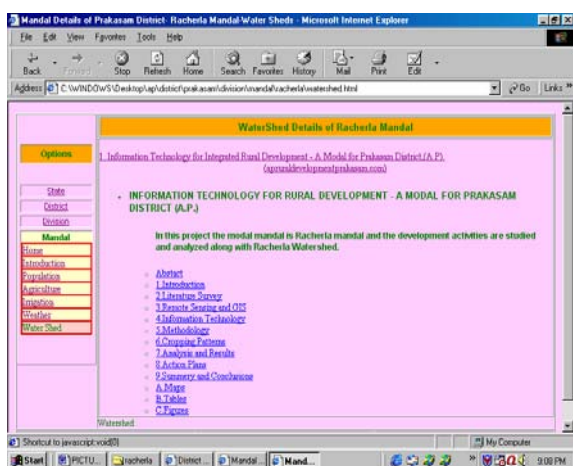 Mandal Details of Prakasam District- Racherla Mandal-Water Sheds - Microsoft Internet Explorer
File Edit View Favorites Tools Help
Back Forward Stop Refresh Home Search Favorites History Mail Print Edit
Address C:\WINDOWS\Desktop\ap\district\prakasam\division\mandal\racherla\watershed.html Go Links »
WaterShed Details of Racherla Mandal
Options
State
District
Division
Mandal
Home
Introduction
Population
Agriculture
Irrigation
Weather
Water Shed
1. Information Technology for Integrated Rural Development - A Modal for Prakasam District.(A.P).
(apruraldevelopmentprakasam.com)
INFORMATION TECHNOLOGY FOR RURAL DEVELOPMENT - A MODAL FOR PRAKASAM
DISTRICT (A.P.)
In this project the modal mandal is Racherla mandal and the development activities are studied
and analyzed along with Racherla Watershed.
Abstact
1.Introduction
2.Literature Survey
3.Remote Sensing and GIS
4.Information Technology
5.Methodology
6.Cropping Patterns
7.Analysis and Results
8.Action Plans
9.Summery and Conclusions
A.Maps
B.Tables
C.Figures
Watershed
Shortcut to javascript:void(0) My Computer
Start PICTU... racherla District ... Mandal... Mand... » 9:08 PM